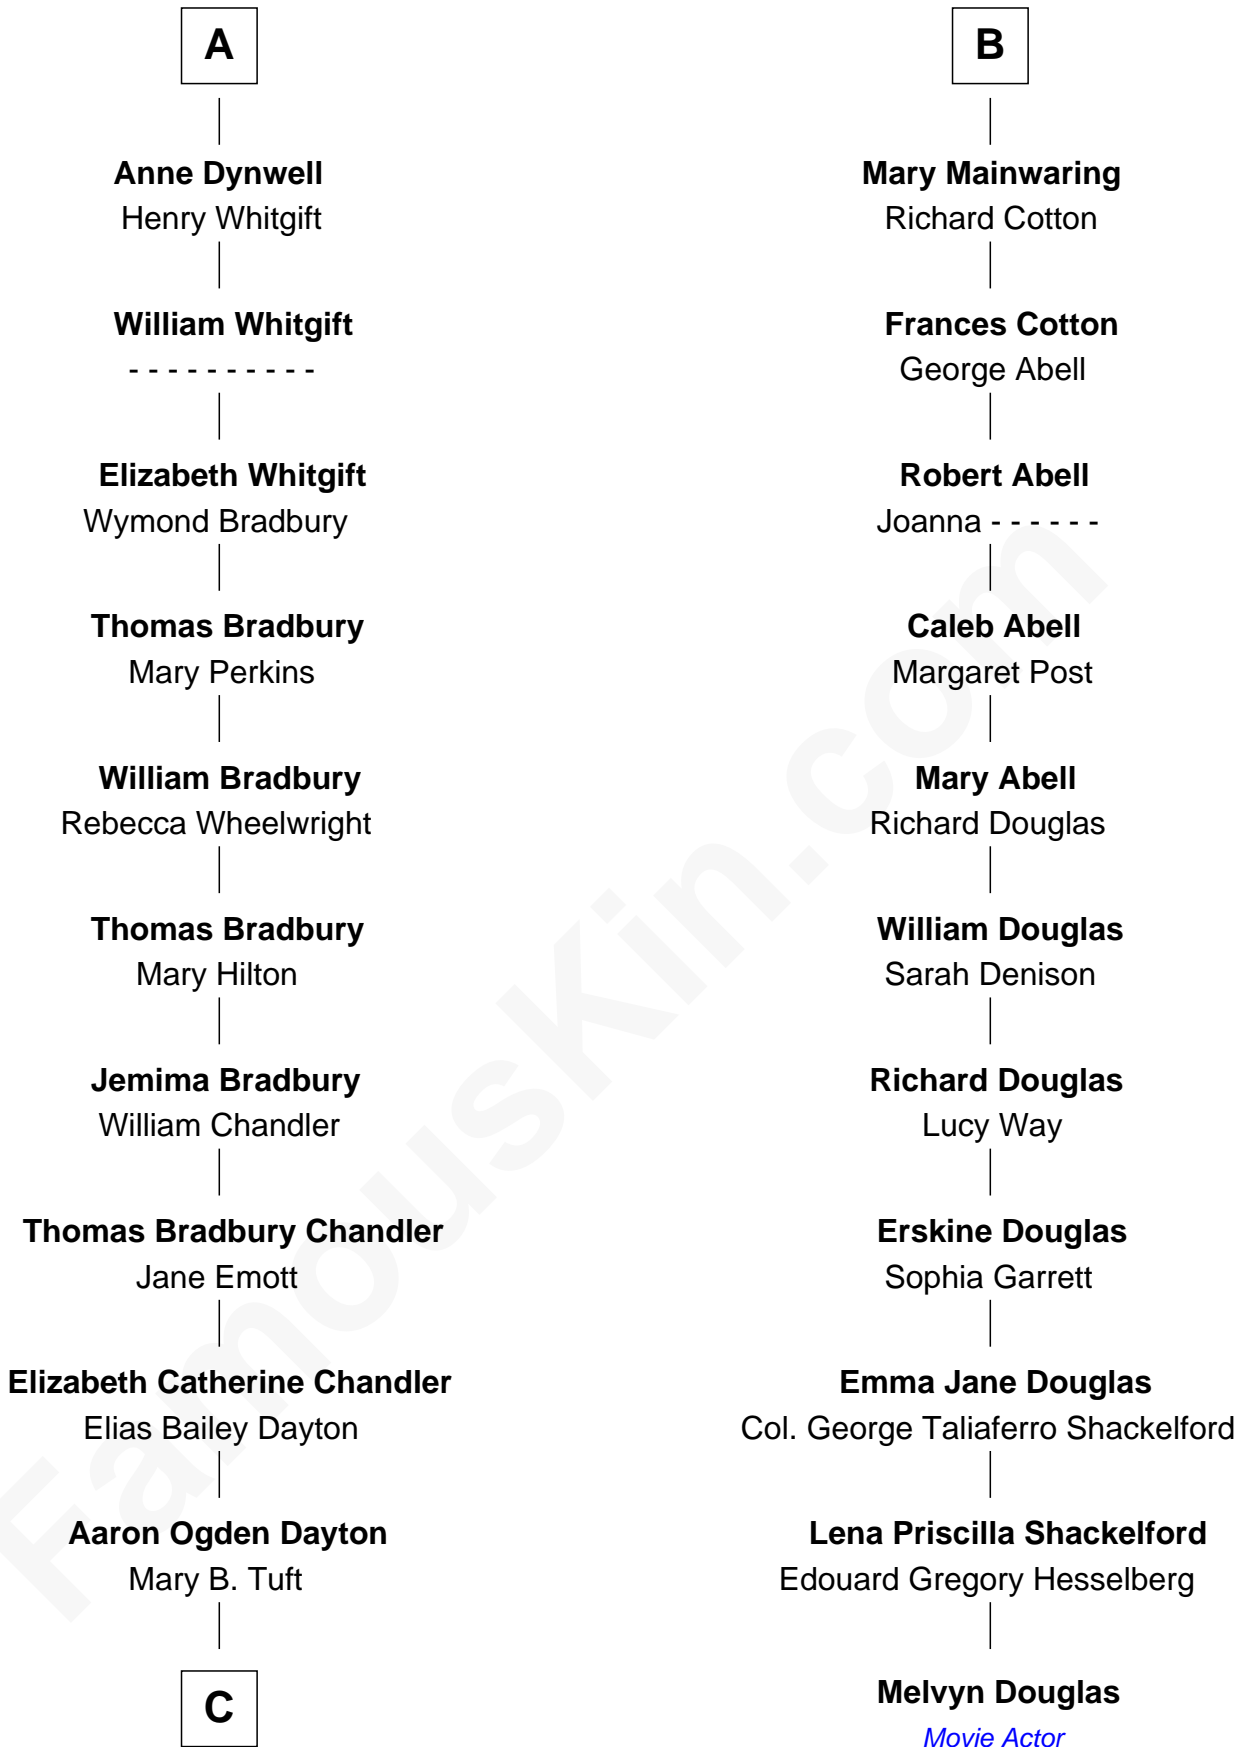 A
Anne Dynwell
Henry Whitgift
William Whitgift
- - - - - - - - - -
Elizabeth Whitgift
Wymond Bradbury
Thomas Bradbury
Mary Perkins
William Bradbury
Rebecca Wheelwright
Thomas Bradbury
Mary Hilton
Jemima Bradbury
William Chandler
Thomas Bradbury Chandler
Jane Emott
Elizabeth Catherine Chandler
Elias Bailey Dayton
Aaron Ogden Dayton
Mary B. Tuft
C
B
Mary Mainwaring
Richard Cotton
Frances Cotton
George Abell
Robert Abell
Joanna - - - - - -
Caleb Abell
Margaret Post
Mary Abell
Richard Douglas
William Douglas
Sarah Denison
Richard Douglas
Lucy Way
Erskine Douglas
Sophia Garrett
Emma Jane Douglas
Col. George Taliaferro Shackelford
Lena Priscilla Shackelford
Edouard Gregory Hesselberg
Melvyn Douglas
Movie Actor
FamousKin.com